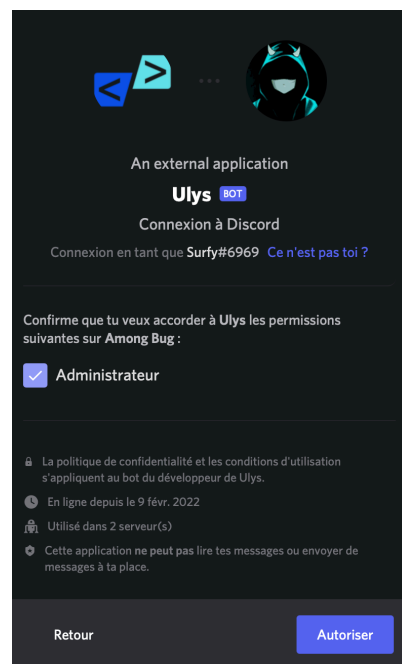 An external application
Ulys BOT
Connexion à Discord
Connexion en tant que Surfy#6969 Ce n'est pas toi ?
Confirme que tu veux accorder à Ulys les permissions
suivantes sur Among Bug :
Administrateur
La politique de confidentialité et les conditions d'utilisation
s'appliquent au bot du développeur de Ulys.
En ligne depuis le 9 févr. 2022
Utilisé dans 2 serveur(s)
Cette application ne peut pas lire tes messages ou envoyer de
messages à ta place.
Retour
Autoriser